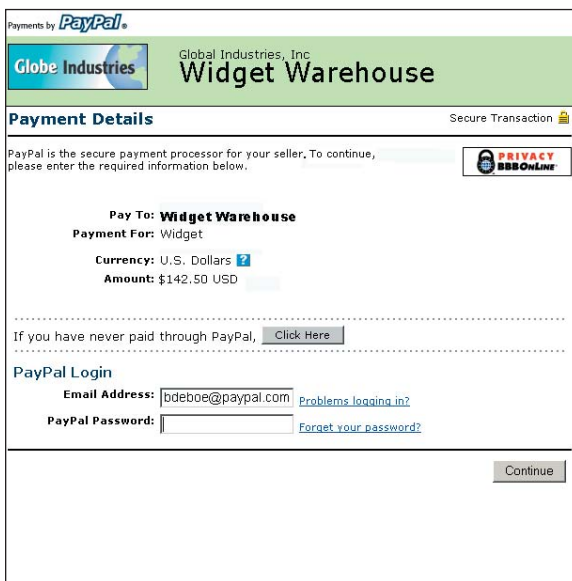 Payments by PayPal
Globe Industries
Global Industries, Inc
Widget Warehouse
Payment Details
Secure Transaction
PayPal is the secure payment processor for your seller. To continue,
please enter the required information below.
PRIVACY
BBBONLINE
Pay To: Widget Warehouse
Payment For: Widget
Currency: U.S. Dollars ?
Amount: $142.50 USD
If you have never paid through PayPal, Click Here
PayPal Login
Email Address: bdeboe@paypal.com Problems logging in?
PayPal Password: Forget your password?
Continue